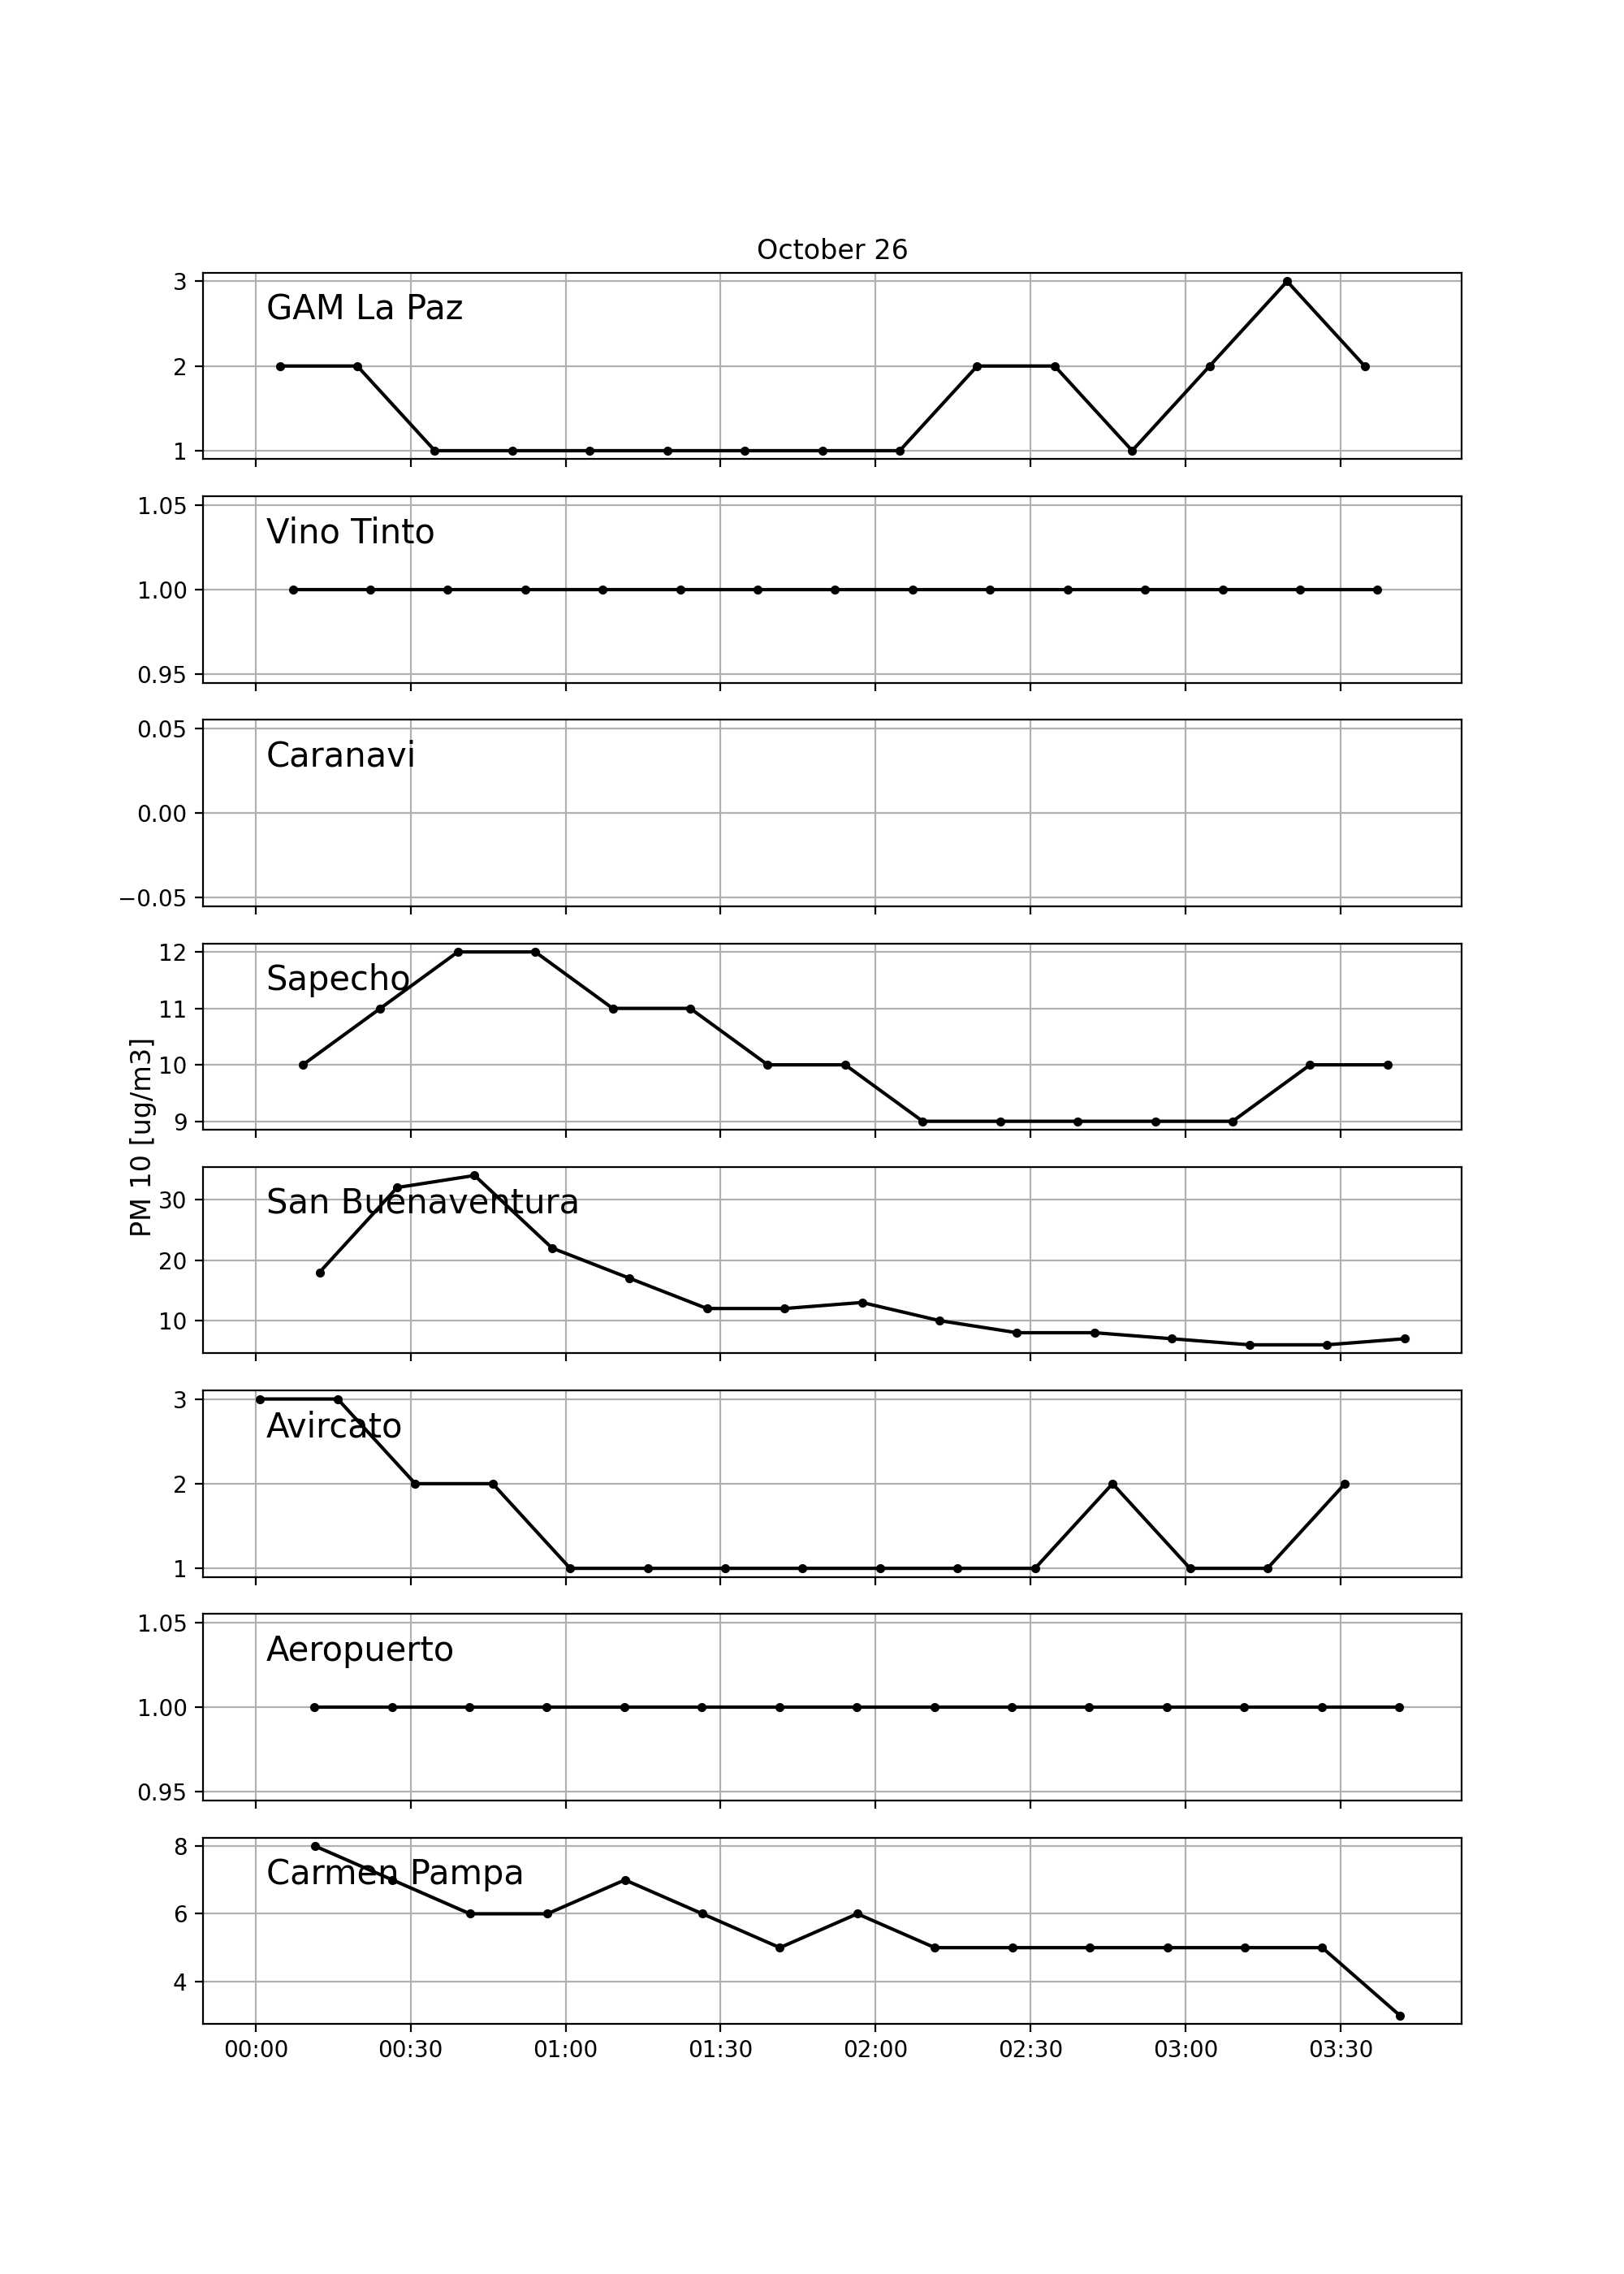 October 26
3
GAM La Paz
2
1
1.05
Vino Tinto
1.00
0.95
0.05
Caranavi
0.00
−0.05
12
Sapecho
11
10
9
PM 10 [ug/m3]
30
San Buenaventura
20
10
3
Avircato
2
1
1.05
Aeropuerto
1.00
0.95
8
Carmen Pampa
6
4
00:00 00:30 01:00 01:30 02:00 02:30 03:00 03:30